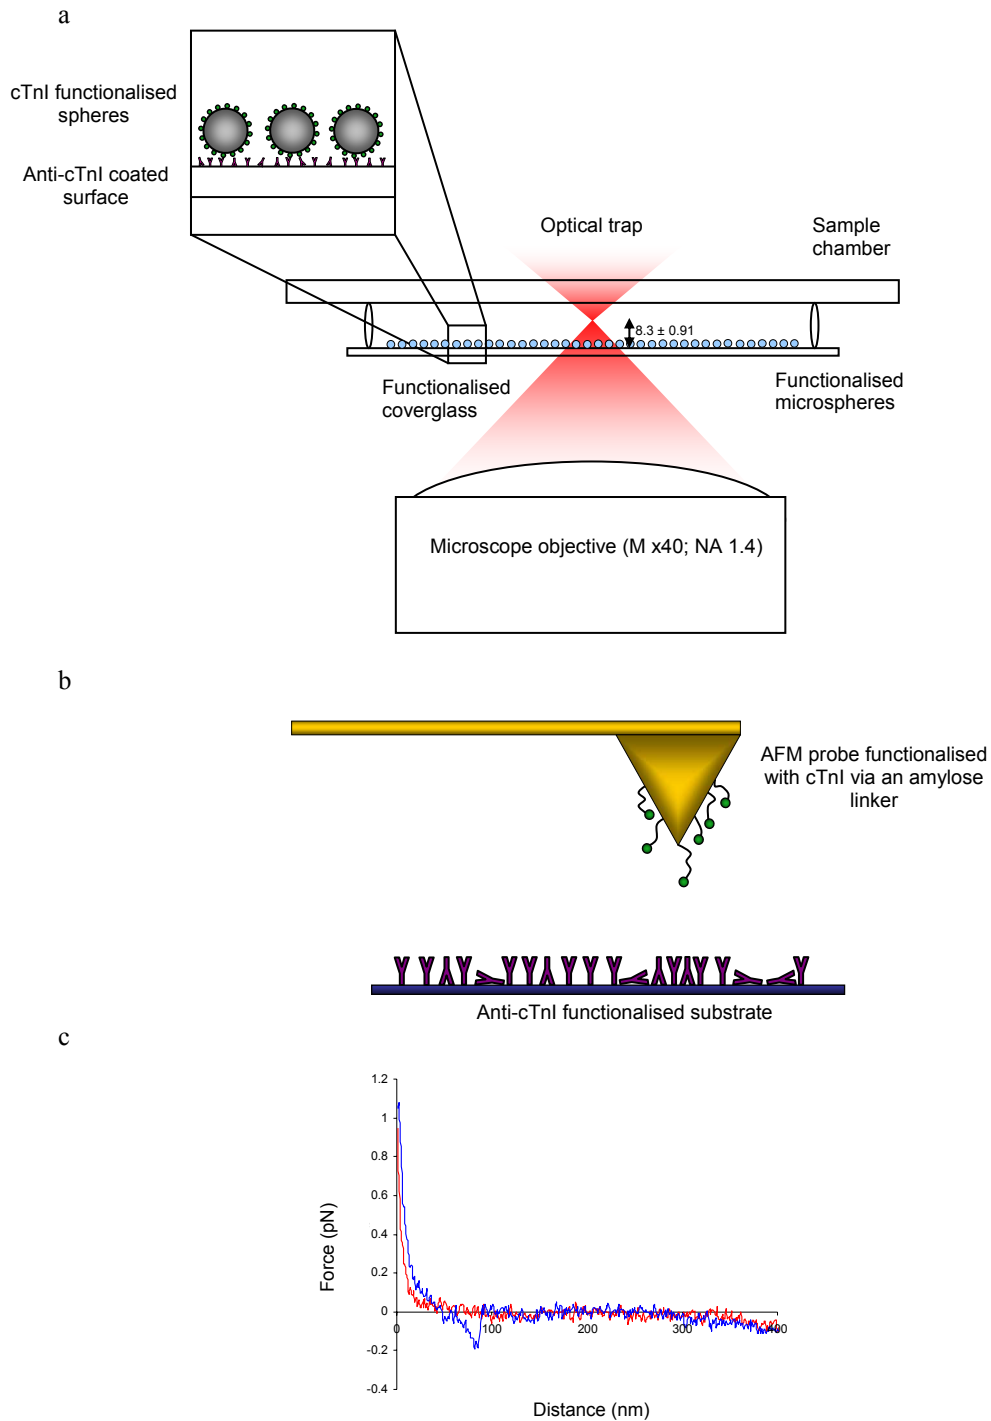 a
cTnI functionalised
spheres
Anti-cTnI coated
surface
Optical trap
Sample
chamber
8.3 ± 0.91
Functionalised
coverglass
Functionalised
microspheres
Microscope objective (M x40; NA 1.4)
b
AFM probe functionalised
with cTnI via an amylose
linker
Anti-cTnI functionalised substrate
c
1.2
1
0.8
0.6
0.4
0.2
0
-0.2
-0.4
0
100
200
300
400
Force (pN)
Distance (nm)